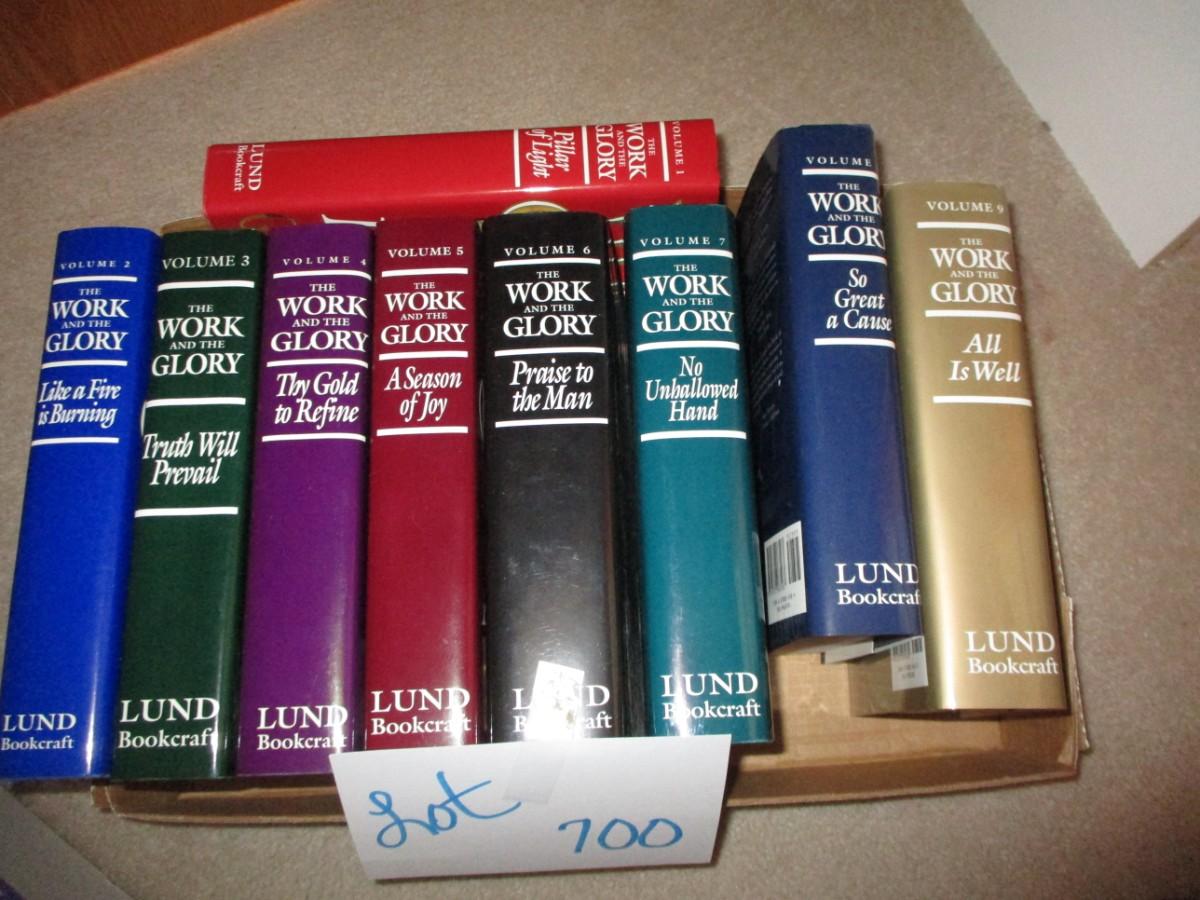 VOLUME 1
THE
WORK
AND THE
GLORY
Pillar
of Light
LUND
Bookcraft
VOLUME 2
THE
WORK
AND THE
GLORY
Like a Fire
is Burning
LUND
Bookcraft
VOLUME 3
THE
WORK
AND THE
GLORY
Truth Will
Prevail
LUND
Bookcraft
VOLUME 4
THE
WORK
AND THE
GLORY
Thy Gold
to Refine
LUND
Bookcraft
VOLUME 5
THE
WORK
AND THE
GLORY
A Season
of Joy
LUND
Bookcraft
VOLUME 6
THE
WORK
AND THE
GLORY
Praise to
the Man
VOLUME 7
THE
WORK
AND THE
GLORY
No
Unhallowed
Hand
LUND
Bookcraft
VOLUME
THE
WORK
AND THE
GLORY
So
Great
a Cause
LUND
Bookcraf
VOLUME 9
THE
WORK
AND THE
GLORY
All
Is Well
LUND
Bookcraft
Lot 700